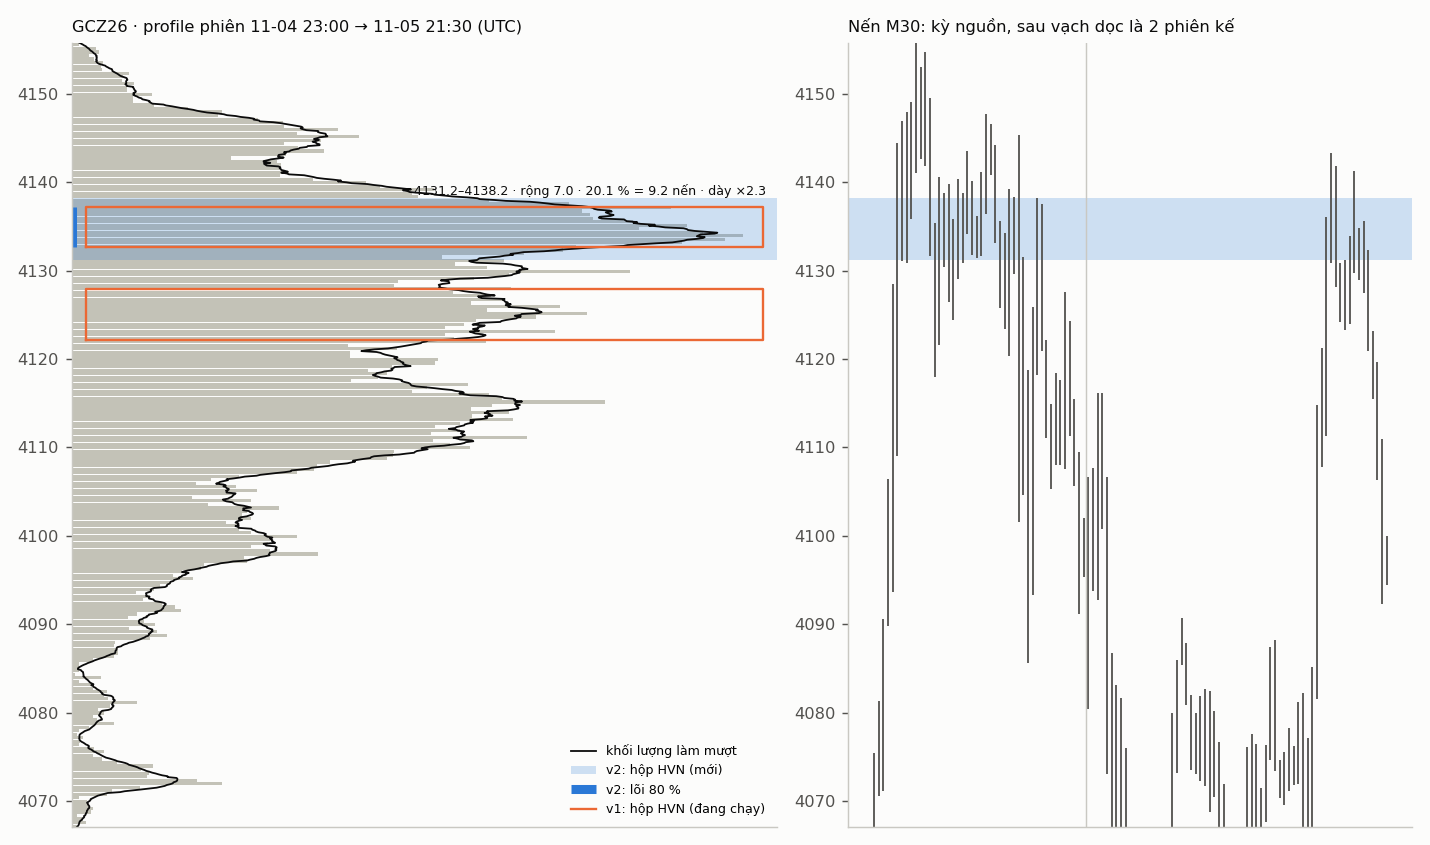 GCZ26 · profile phiên 11-04 23:00 → 11-05 21:30 (UTC)
4150
4140
4130
4120
4110
4100
4090
4080
4070
4131.2–4138.2 · rộng 7.0 · 20.1 % = 9.2 nến · dày ×2.3
khối lượng làm mượt
v2: hộp HVN (mới)
v2: lõi 80 %
v1: hộp HVN (đang chạy)
Nến M30: kỳ nguồn, sau vạch dọc là 2 phiên kế
4150
4140
4130
4120
4110
4100
4090
4080
4070